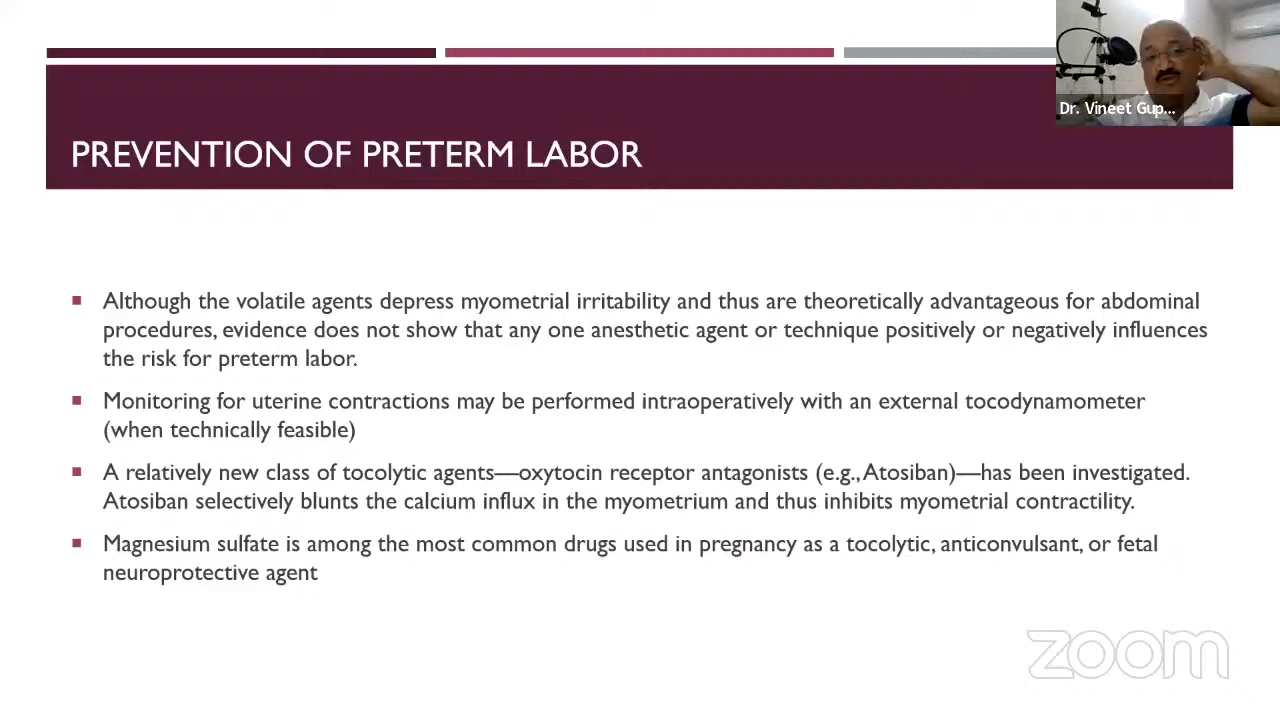 Dr. Vineet Gup...
PREVENTION OF PRETERM LABOR
Although the volatile agents depress myometrial irritability and thus are theoretically advantageous for abdominal
procedures, evidence does not show that any one anesthetic agent or technique positively or negatively influences
the risk for preterm labor.
Monitoring for uterine contractions may be performed intraoperatively with an external tocodynamometer
(when technically feasible)
A relatively new class of tocolytic agents—oxytocin receptor antagonists (e.g., Atosiban)—has been investigated.
Atosiban selectively blunts the calcium influx in the myometrium and thus inhibits myometrial contractility.
Magnesium sulfate is among the most common drugs used in pregnancy as a tocolytic, anticonvulsant, or fetal
neuroprotective agent
zoom